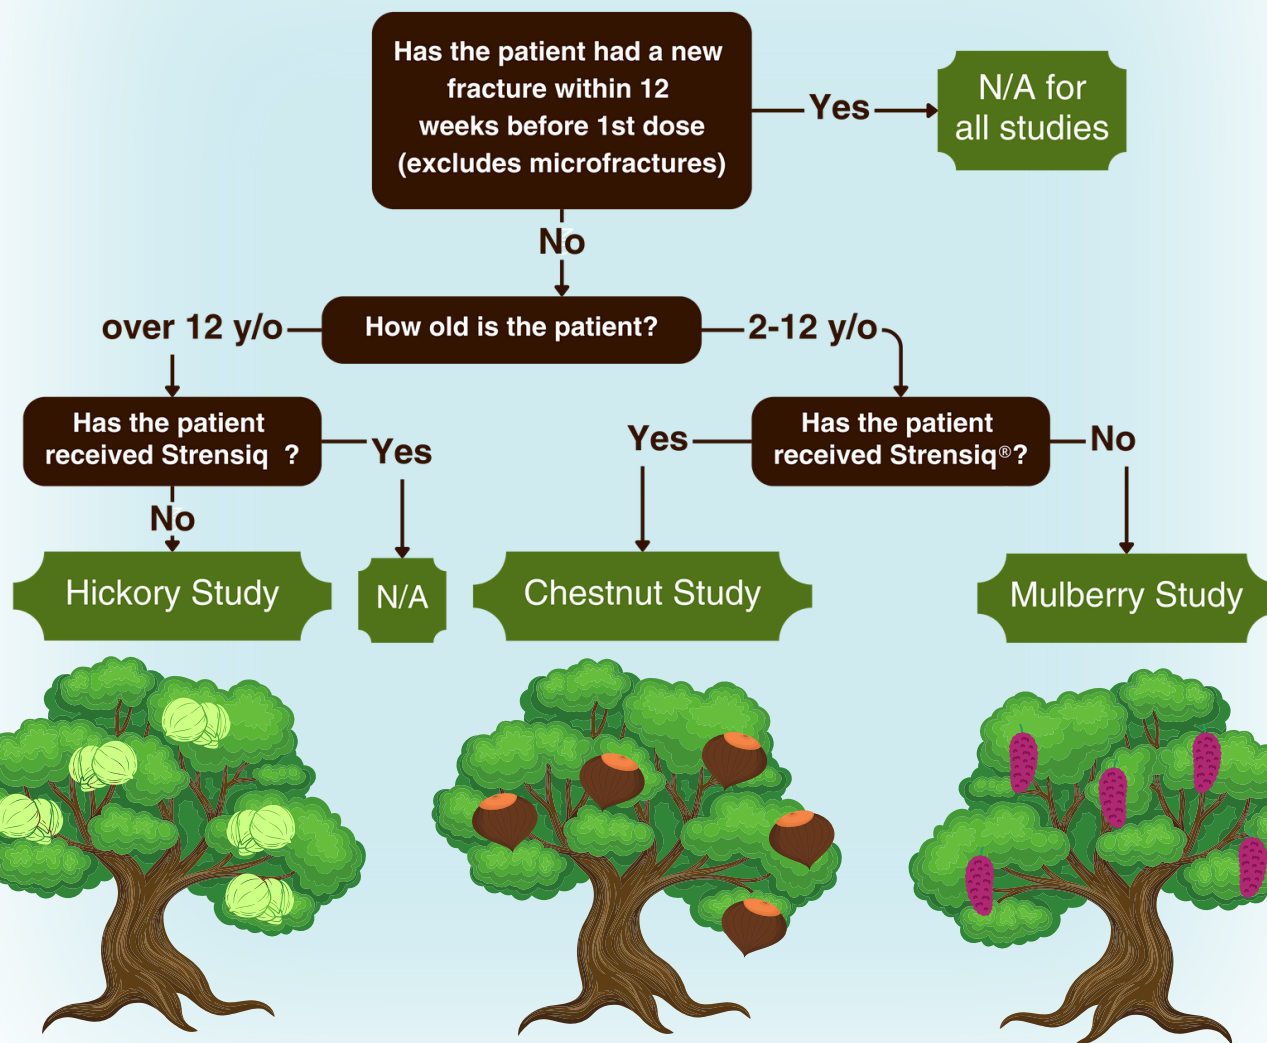 Has the patient had a new
fracture within 12
weeks before 1st dose
(excludes microfractures)
Yes
N/A for
all studies
No
over 12 y/o
How old is the patient?
2-12 y/o
Has the patient
received Strensiq ?
Yes
Yes
Has the patient
received Strensiq®?
No
No
Hickory Study
N/A
Chestnut Study
Mulberry Study